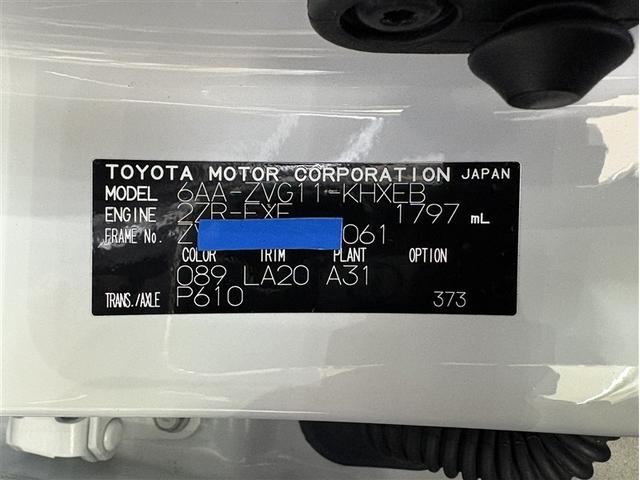 TOYOTA MOTOR CORPORATION JAPAN
MODEL 6AA-ZVG11-KHXEB
ENGINE 2ZR-FXE 1797 mL
FRAME No. ZV 061
COLOR TRIM PLANT OPTION
089 LA20 A31
TRANS./AXLE P610 373